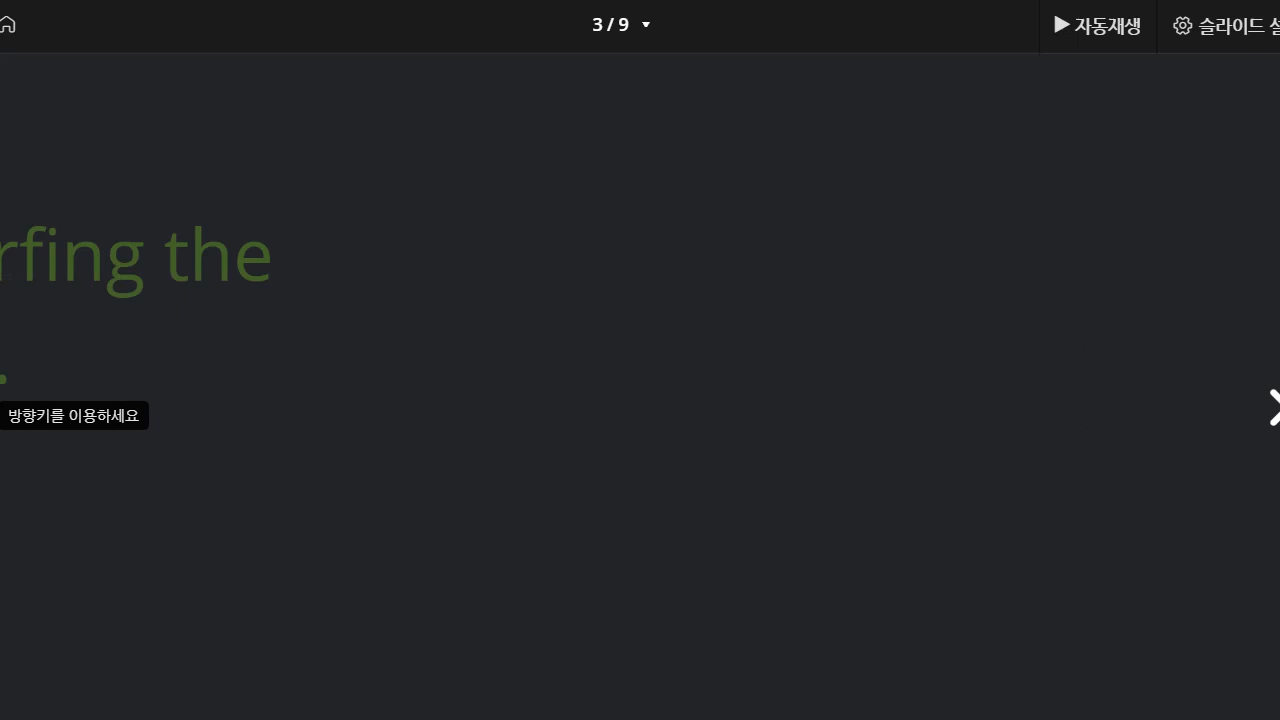 3 / 9
자동재생
슬라이드
the
방향키를 이용하세요